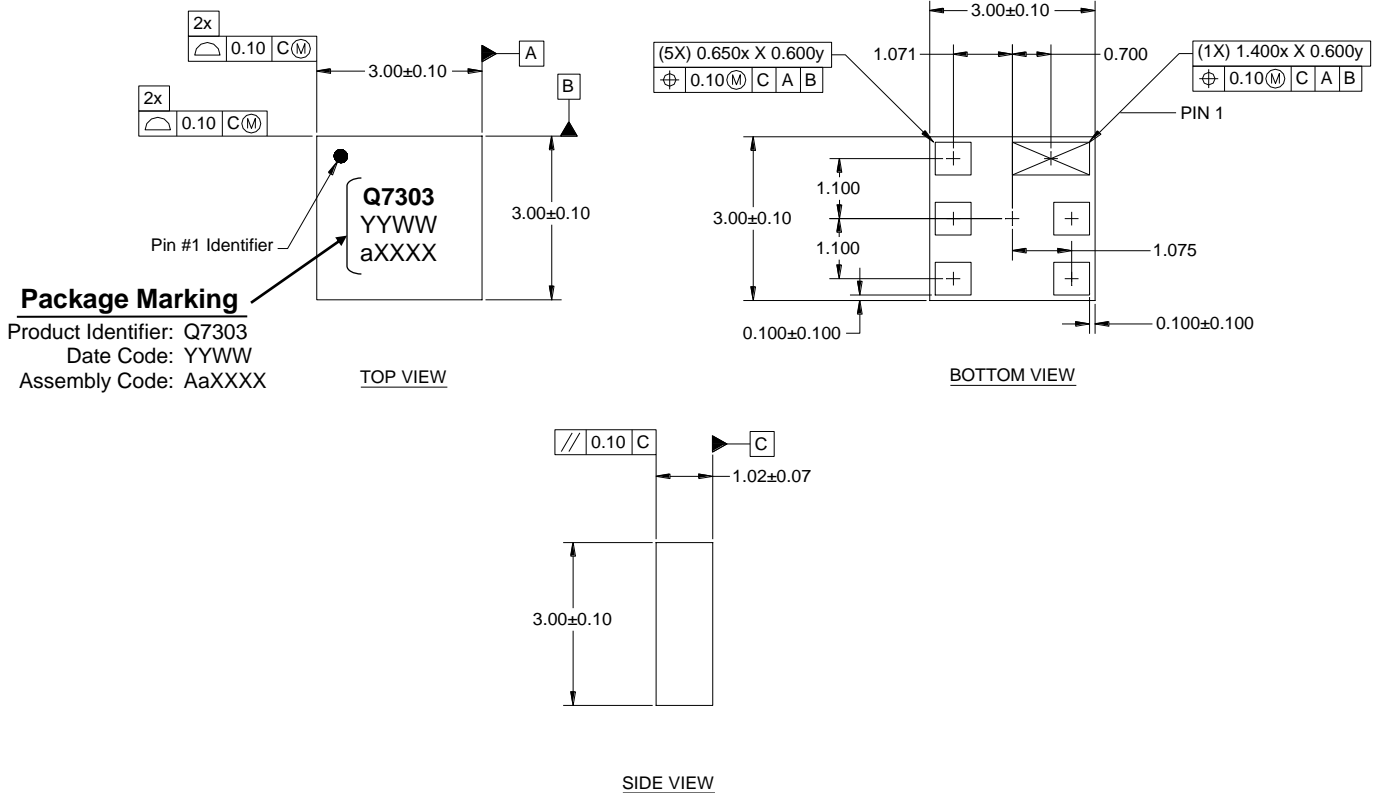 2x
⌓ 0.10 CⓂ
3.00±0.10
A
2x
⌓ 0.10 CⓂ
B
Q7303
YYWW
aXXXX
3.00±0.10
Pin #1 Identifier
Package Marking
Product Identifier: Q7303
Date Code: YYWW
Assembly Code: AaXXXX
TOP VIEW
3.00±0.10
(5X) 0.650x X 0.600y
⌖ 0.10Ⓜ C A B
1.071
0.700
(1X) 1.400x X 0.600y
⌖ 0.10Ⓜ C A B
PIN 1
1.100
3.00±0.10
1.100
1.075
0.100±0.100
0.100±0.100
BOTTOM VIEW
// 0.10 C
C
1.02±0.07
3.00±0.10
SIDE VIEW